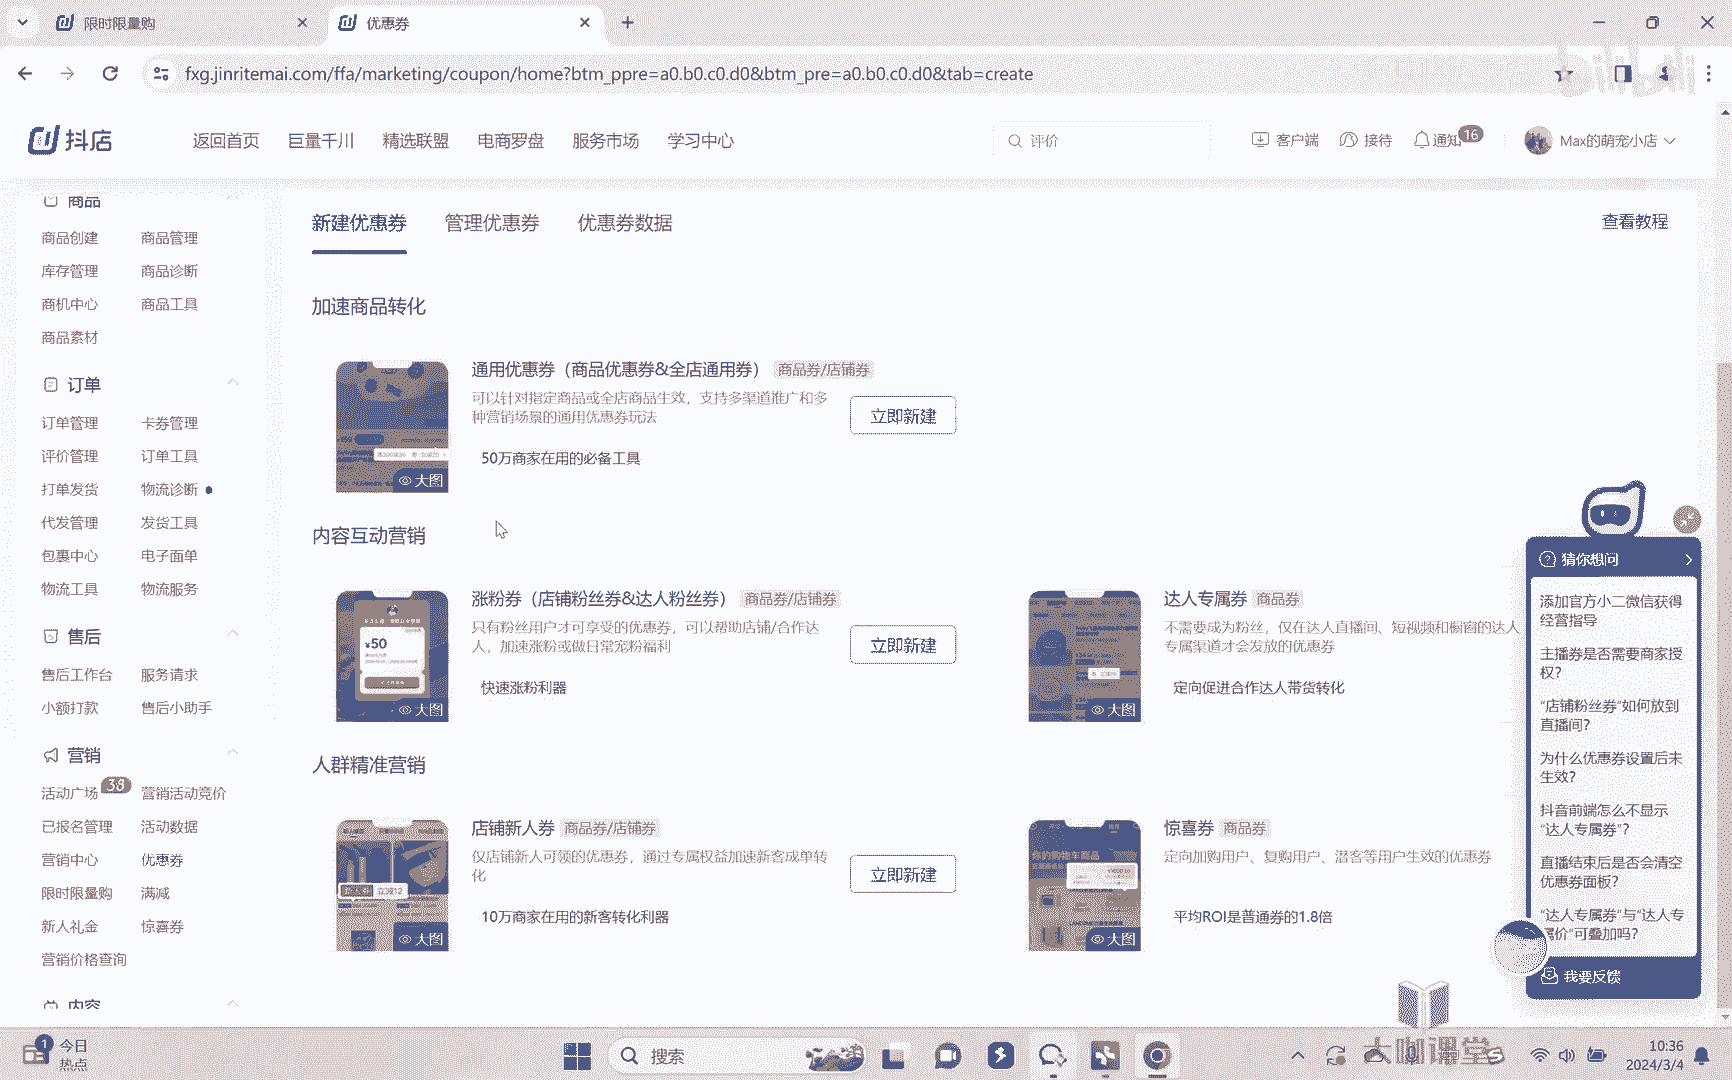 限时限量购
优惠券
fxg.jinritemai.com/ffa/marketing/coupon/home?btm_ppre=a0.b0.c0.d0&btm_pre=a0.b0.c0.d0&tab=create
bilibili
抖店
返回首页 巨量千川 精选联盟 电商罗盘 服务市场 学习中心
评价
客户端 接待 通知 16 Max的萌宠小店
商品
商品创建 商品管理
库存管理 商品诊断
商机中心 商品工具
商品素材
订单
订单管理 卡券管理
评价管理 订单工具
打单发货 物流诊断
代发管理 发货工具
包裹中心 电子面单
物流工具 物流服务
售后
售后工作台 服务请求
小额打款 售后小助手
营销
活动广场 38 营销活动竞价
已报名管理 活动数据
营销中心 优惠券
限时限量购 满减
新人礼金 惊喜券
营销价格查询
内容
新建优惠券 管理优惠券 优惠券数据
查看教程
加速商品转化
通用优惠券（商品优惠券&全店通用券） 商品券/店铺券
可以针对指定商品或全店商品生效，支持多渠道推广和多
种营销场景的通用优惠券玩法
立即新建
50万商家在用的必备工具
大图
内容互动营销
涨粉券（店铺粉丝券&达人粉丝券） 商品券/店铺券
只有粉丝用户才可享受的优惠券，可以帮助店铺/合作达
人，加速涨粉或做日常宠粉福利
立即新建
快速涨粉利器
¥50
大图
达人专属券 商品券
不需要成为粉丝，仅在达人直播间、短视频和橱窗的达人
专属渠道才会发放的优惠券
定向促进合作达人带货转化
大图
人群精准营销
店铺新人券 商品券/店铺券
仅店铺新人可领的优惠券，通过专属权益加速新客成单转
化
立即新建
10万商家在用的新客转化利器
新人券 立减12
大图
惊喜券 商品券
定向加购用户、复购用户、潜客等用户生效的优惠券
平均ROI是普通券的1.8倍
你的购物车商品
大图
猜你想问
添加官方小二微信获得
经营指导
主播券是否需要商家授
权?
“店铺粉丝券”如何放到
直播间?
为什么优惠券设置后未
生效?
抖音前端怎么不显示
“达人专属券”?
直播结束后是否会清空
优惠券面板?
“达人专属券”与“达人专
属价”可叠加吗?
我要反馈
大咖课堂
1
今日
热点
搜索
10:36
2024/3/4